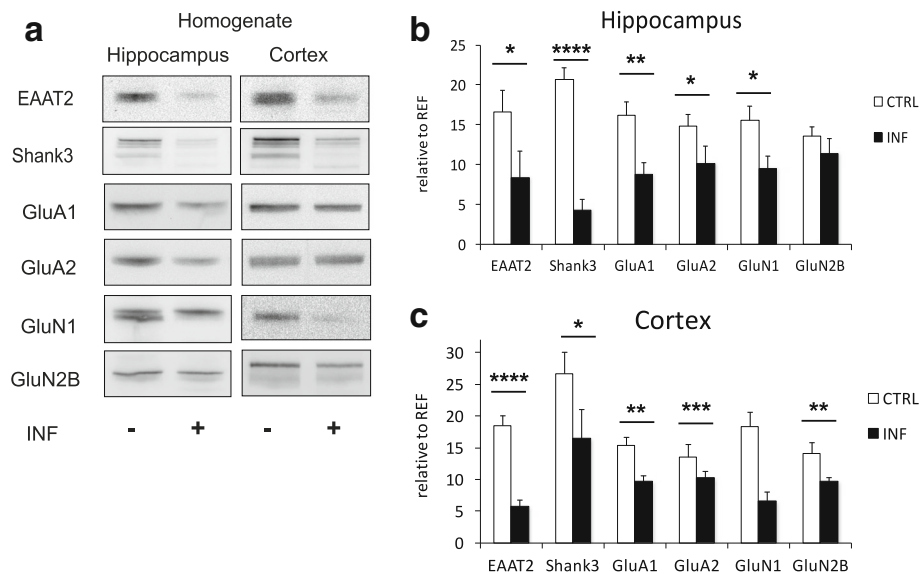 a
Homogenate
Hippocampus Cortex
EAAT2
Shank3
GluA1
GluA2
GluN1
GluN2B
INF - + - +
b
Hippocampus
relative to REF
25
20
15
10
5
0
* **** ** * *
CTRL
INF
EAAT2 Shank3 GluA1 GluA2 GluN1 GluN2B
c
Cortex
relative to REF
30
25
20
15
10
5
0
**** * ** *** **
CTRL
INF
EAAT2 Shank3 GluA1 GluA2 GluN1 GluN2B